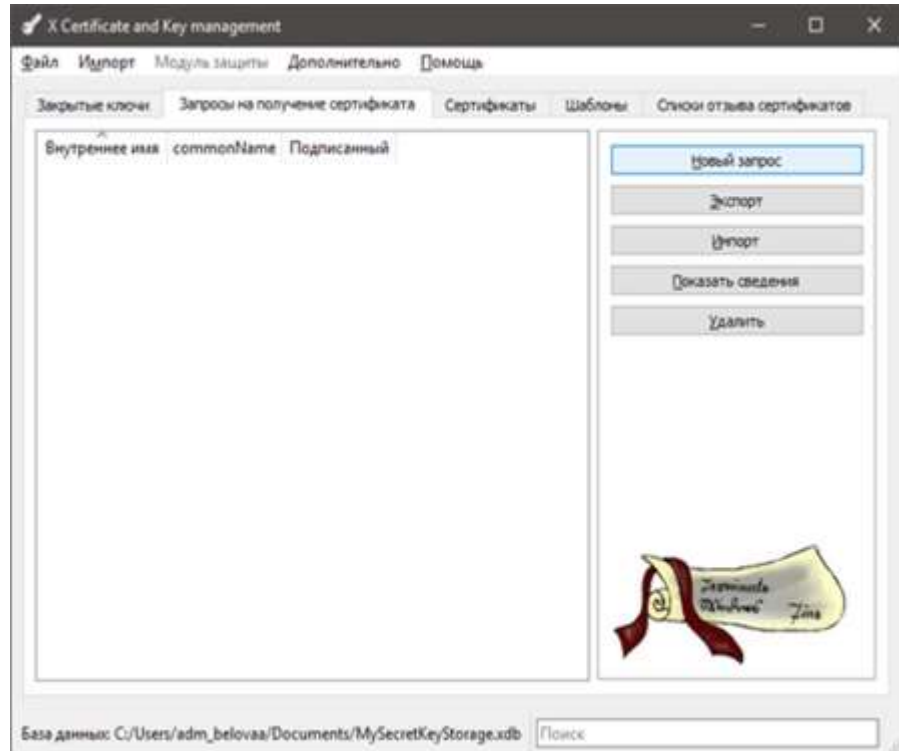 X Certificate and Key management
Файл Импорт Модуль защиты Дополнительно Помощь
Закрытые ключи Запросы на получение сертификата Сертификаты Шаблоны Списки отзыва сертификатов
Внутреннее имя commonName Подписанный
Новый запрос
Экспорт
Импорт
Показать сведения
Удалить
База данных: C:/Users/adm_belovaa/Documents/MySecretKeyStorage.xdb Поиск